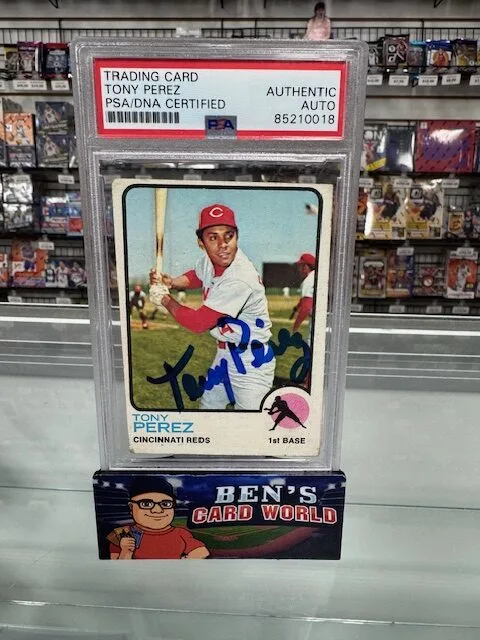 TRADING CARD
TONY PEREZ
PSA/DNA CERTIFIED
AUTHENTIC
AUTO
85210018
PSA
C
Tony Pérez
TONY
PEREZ
CINCINNATI REDS
1st BASE
BEN'S
CARD WORLD